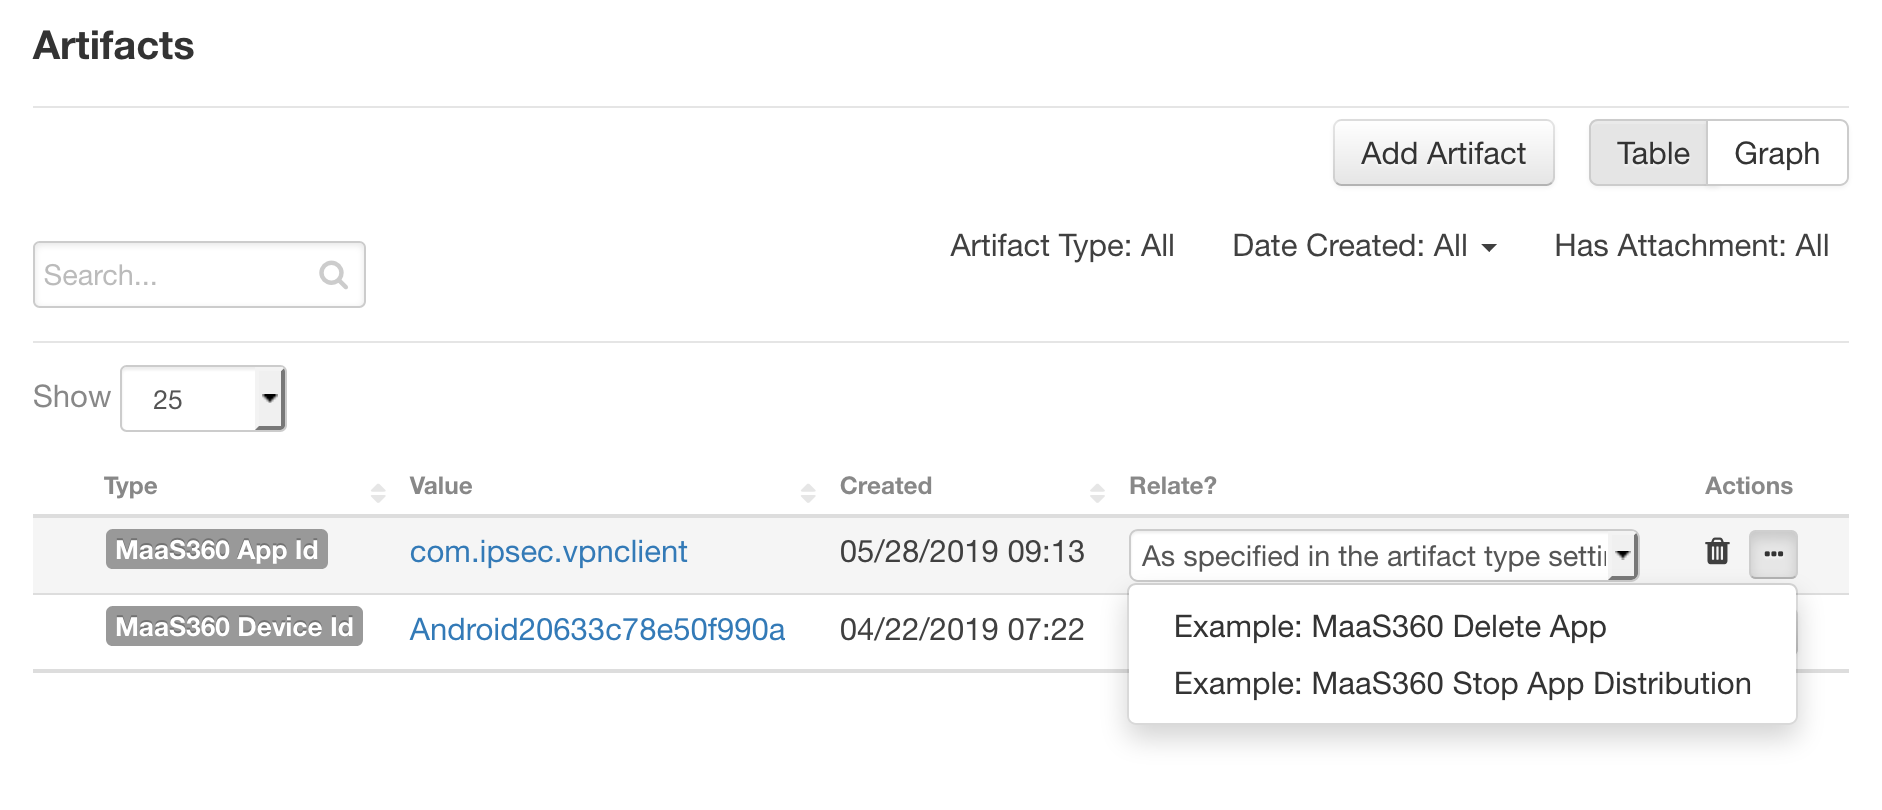 Artifacts
Add Artifact
Table
Graph
Artifact Type: All
Date Created: All
Has Attachment: All
Search...
Show
25
Type
Value
Created
Relate?
Actions
MaaS360 App Id
com.ipsec.vpnclient
05/28/2019 09:13
As specified in the artifact type setti
MaaS360 Device Id
Android20633c78e50f990a
04/22/2019 07:22
Example: MaaS360 Delete App
Example: MaaS360 Stop App Distribution